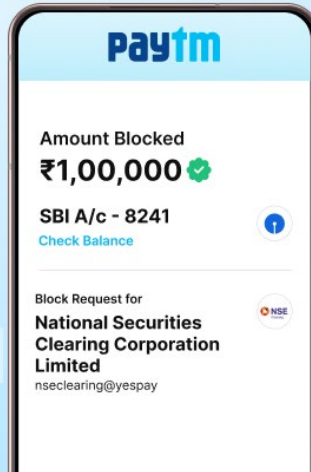 paytm
Amount Blocked
₹1,00,000
SBI A/c - 8241
Check Balance
Block Request for
National Securities
Clearing Corporation
Limited
nseclearing@yespay
NSE